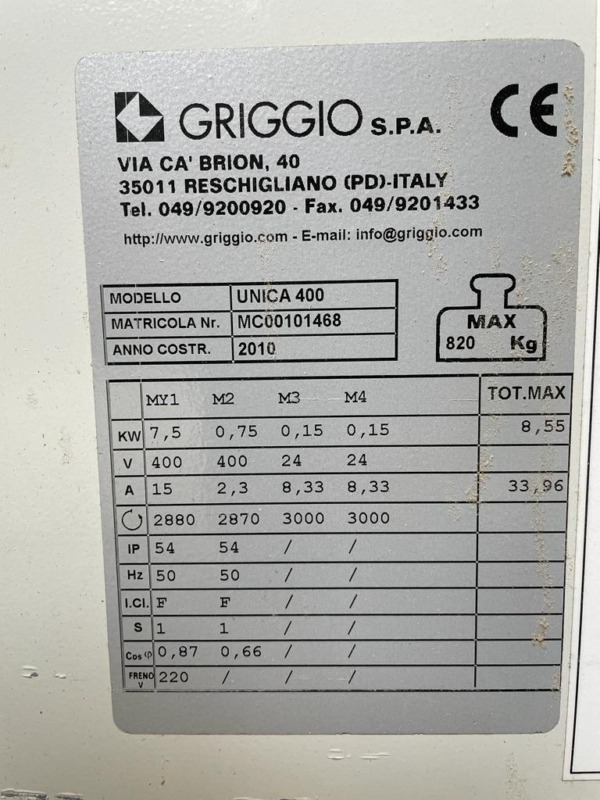 GRIGGIO S.P.A. CE
VIA CA' BRION, 40
35011 RESCHIGLIANO (PD)-ITALY
Tel. 049/9200920 - Fax. 049/9201433
http://www.griggio.com - E-mail: info@griggio.com
MODELLO UNICA 400
MATRICOLA Nr. MC00101468
ANNO COSTR. 2010
MAX
820 Kg
MY1 M2 M3 M4 TOT.MAX
KW 7,5 0,75 0,15 0,15 8,55
V 400 400 24 24
A 15 2,3 8,33 8,33 33,96
2880 2870 3000 3000
IP 54 54 / /
Hz 50 50 / /
I.Cl. F F / /
S 1 1 / /
Cos φ 0,87 0,66 / /
FRENO V 220 / / /